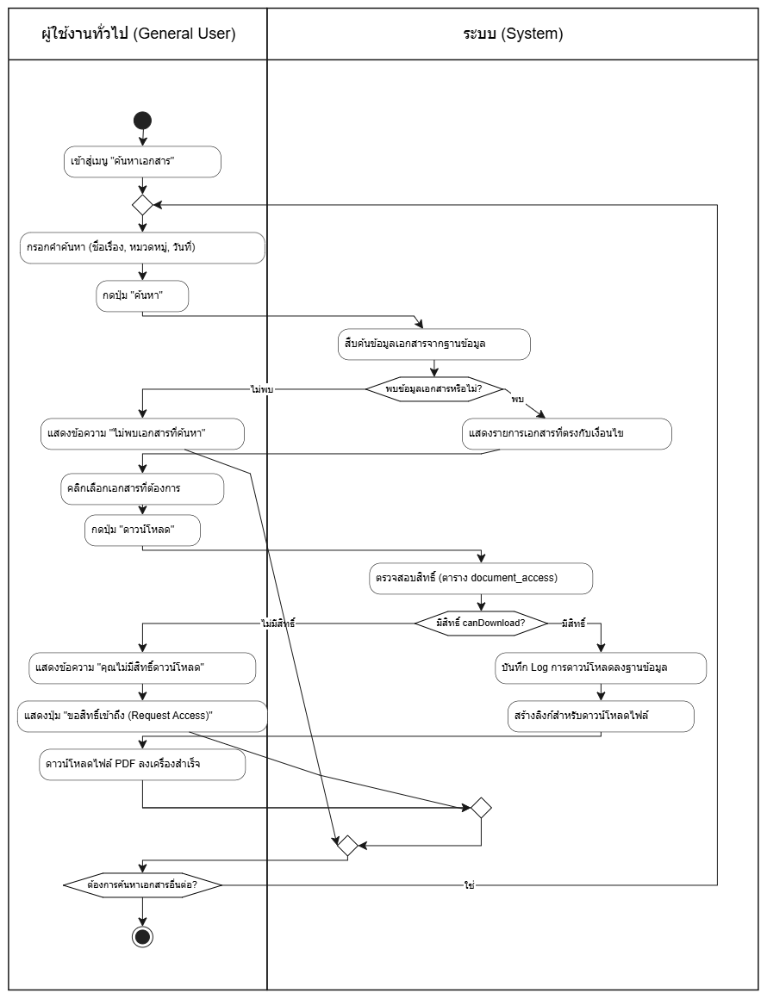 ผู้ใช้งานทั่วไป (General User)
ระบบ (System)
เข้าสู่เมนู "ค้นหาเอกสาร"
กรอกคำค้นหา (ชื่อเรื่อง, หมวดหมู่, วันที่)
กดปุ่ม "ค้นหา"
สืบค้นข้อมูลเอกสารจากฐานข้อมูล
พบข้อมูลเอกสารหรือไม่?
ไม่พบ
พบ
แสดงข้อความ "ไม่พบเอกสารที่ค้นหา"
แสดงรายการเอกสารที่ตรงกับเงื่อนไข
คลิกเลือกเอกสารที่ต้องการ
กดปุ่ม "ดาวน์โหลด"
ตรวจสอบสิทธิ์ (ตาราง document_access)
ไม่มีสิทธิ์
มีสิทธิ์ canDownload?
มีสิทธิ์
แสดงข้อความ "คุณไม่มีสิทธิ์ดาวน์โหลด"
บันทึก Log การดาวน์โหลดลงฐานข้อมูล
แสดงปุ่ม "ขอสิทธิ์เข้าถึง (Request Access)"
สร้างลิงก์สำหรับดาวน์โหลดไฟล์
ดาวน์โหลดไฟล์ PDF ลงเครื่องสำเร็จ
ต้องการค้นหาเอกสารอื่นต่อ?
ใช่